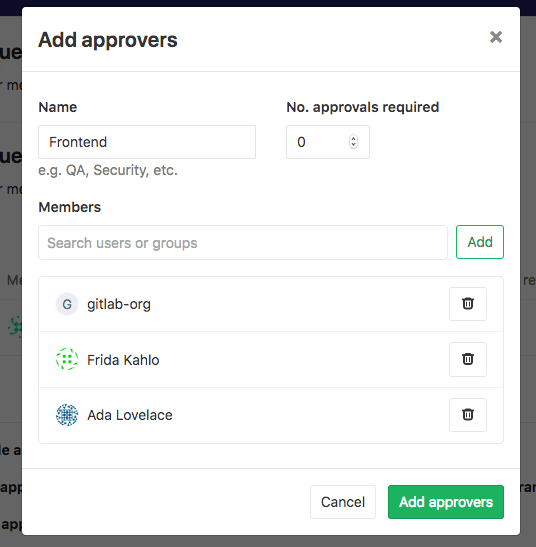 Add approvers
Name
No. approvals required
Frontend
0
e.g. QA, Security, etc.
Members
Search users or groups
Add
G gitlab-org
Frida Kahlo
Ada Lovelace
Cancel
Add approvers